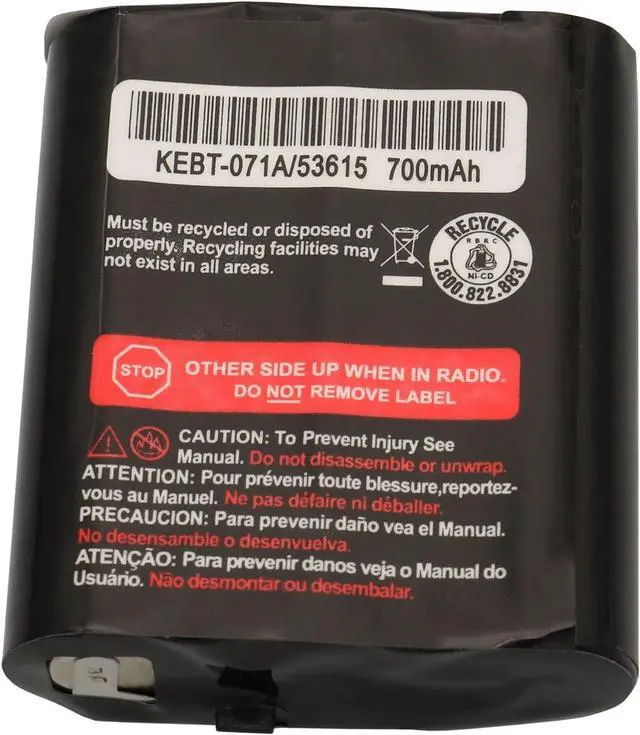 KEBT-071A/53615 700mAh
Must be recycled or disposed of
properly. Recycling facilities may
not exist in all areas.
RECYCLE
RBRC
Ni-CD
1.800.822.8831
STOP
OTHER SIDE UP WHEN IN RADIO.
DO NOT REMOVE LABEL
CAUTION: To Prevent Injury See
Manual. Do not disassemble or unwrap.
ATTENTION: Pour prévenir toute blessure,reportez-
vous au Manuel. Ne pas défaire ni déballer.
PRECAUCION: Para prevenir daño vea el Manual.
No desensamble o desenvuelva.
ATENÇÃO: Para prevenir danos veja o Manual do
Usuário. Não desmontar ou desembalar.